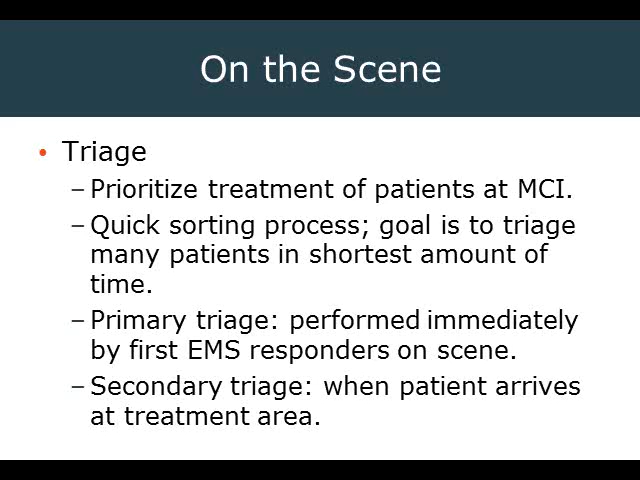 On the Scene
• Triage
– Prioritize treatment of patients at MCI.
– Quick sorting process; goal is to triage
many patients in shortest amount of
time.
– Primary triage: performed immediately
by first EMS responders on scene.
– Secondary triage: when patient arrives
at treatment area.